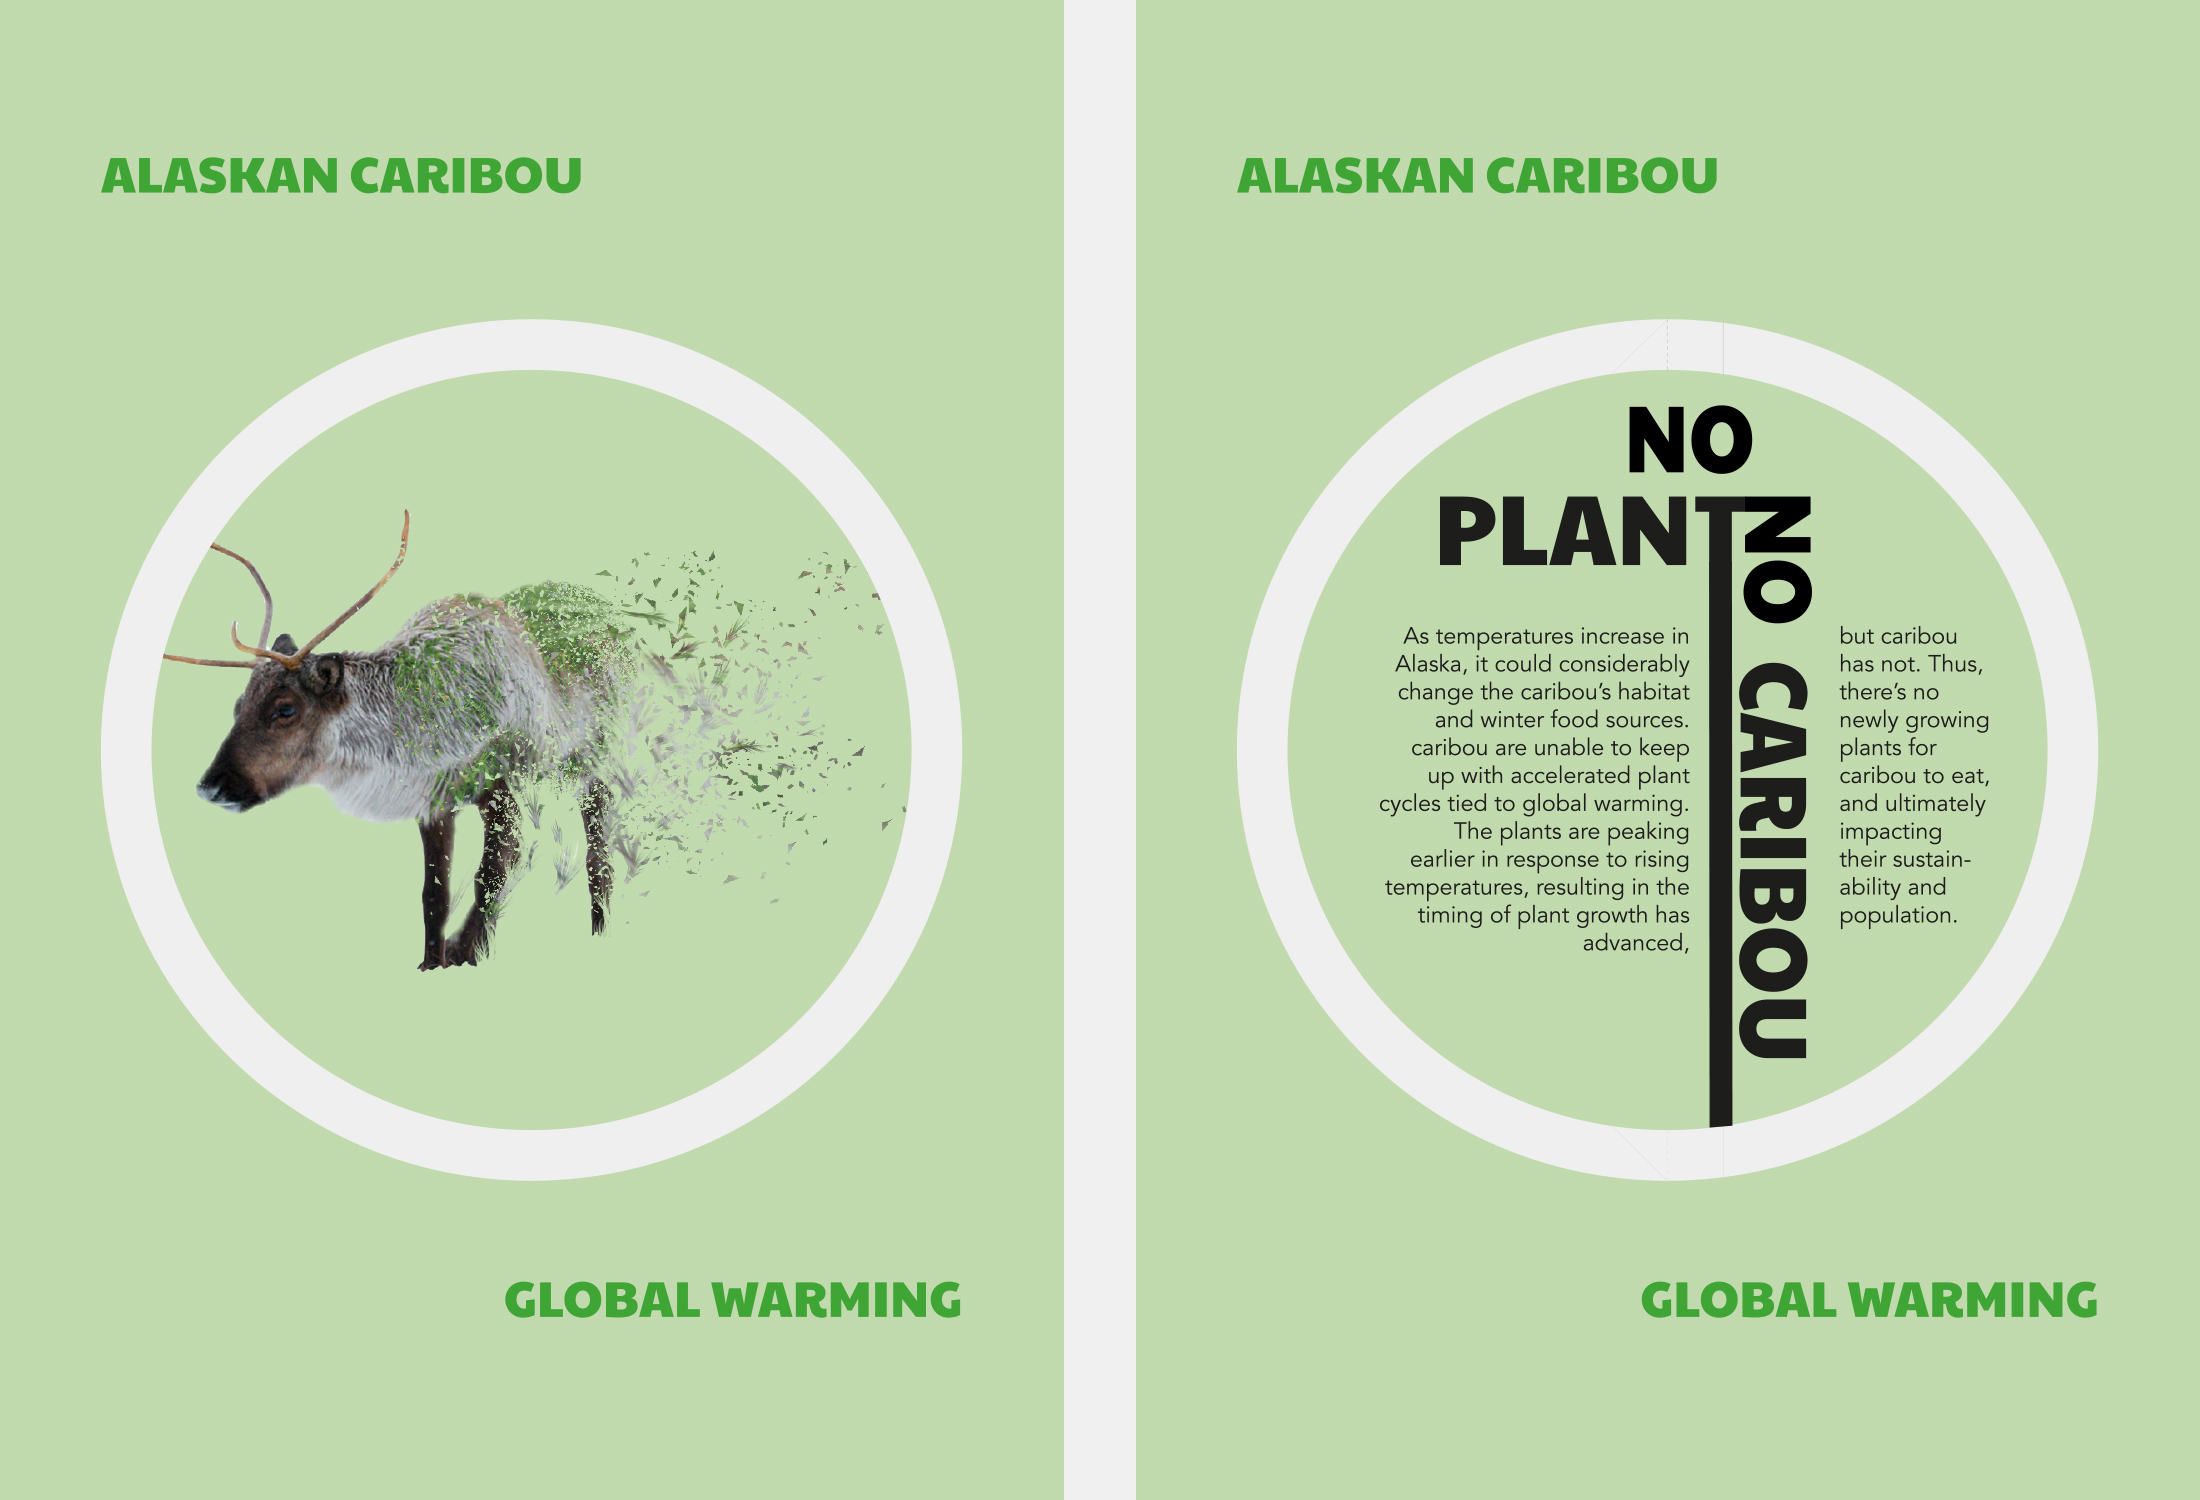 ALASKAN CARIBOU
GLOBAL WARMING
ALASKAN CARIBOU
NO
PLANT
NO CARIBOU
As temperatures increase in
Alaska, it could considerably
change the caribou's habitat
and winter food sources.
caribou are unable to keep
up with accelerated plant
cycles tied to global warming.
The plants are peaking
earlier in response to rising
temperatures, resulting in the
timing of plant growth has
advanced,
but caribou
has not. Thus,
there's no
newly growing
plants for
caribou to eat,
and ultimately
impacting
their sustain-
ability and
population.
GLOBAL WARMING